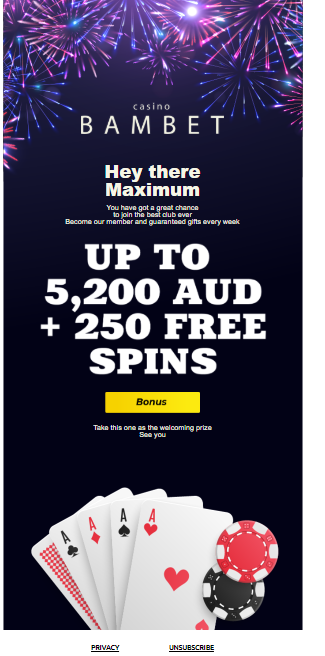 casino
BAMBET
Hey there
Maximum
You have got a great chance
to join the best club ever
Become our member and guaranteed gifts every week
UP TO
5,200 AUD
+ 250 FREE
SPINS
Bonus
Take this one as the welcoming prize
See you
A A A A
PRIVACY UNSUBSCRIBE